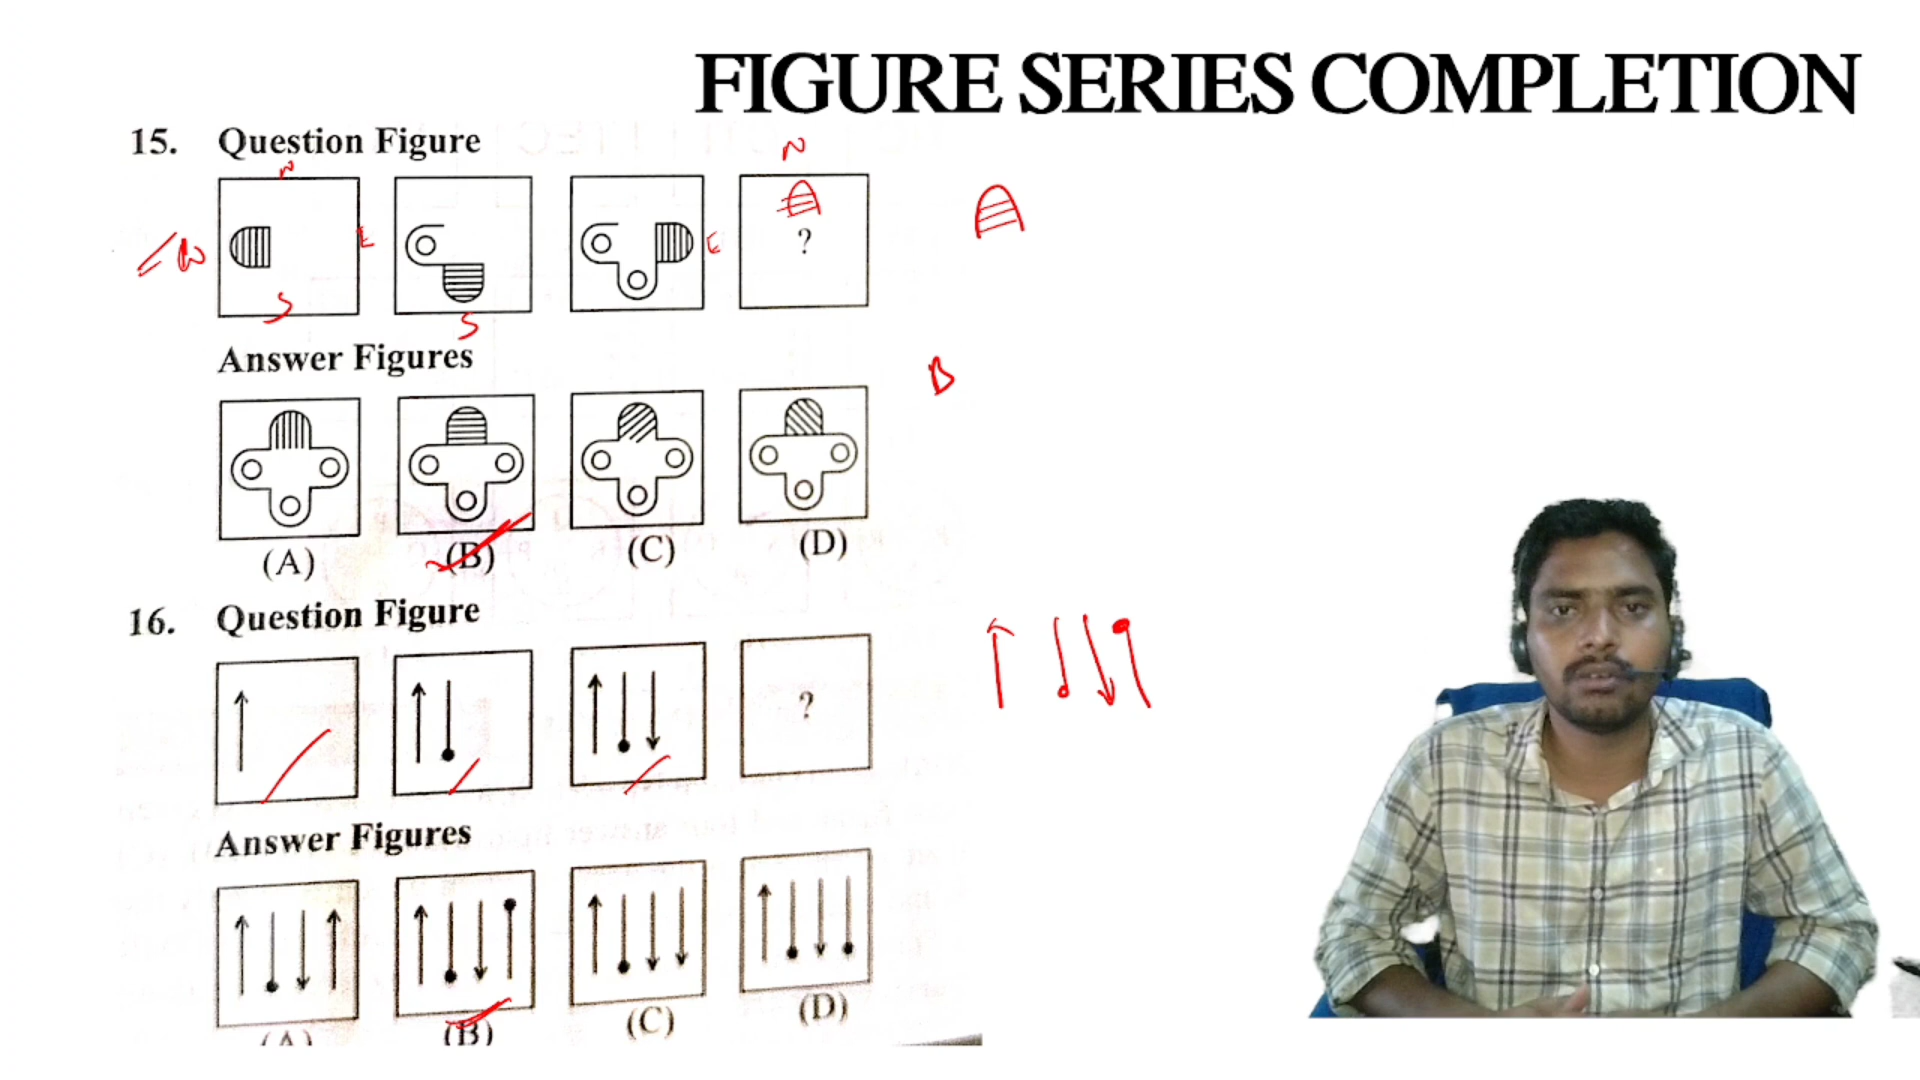 FIGURE SERIES COMPLETION
15. Question Figure
N
N
W
E
E
?
S
S
Answer Figures
B
(A) (B) (C) (D)
16. Question Figure
?
Answer Figures
(A) (B) (C) (D)